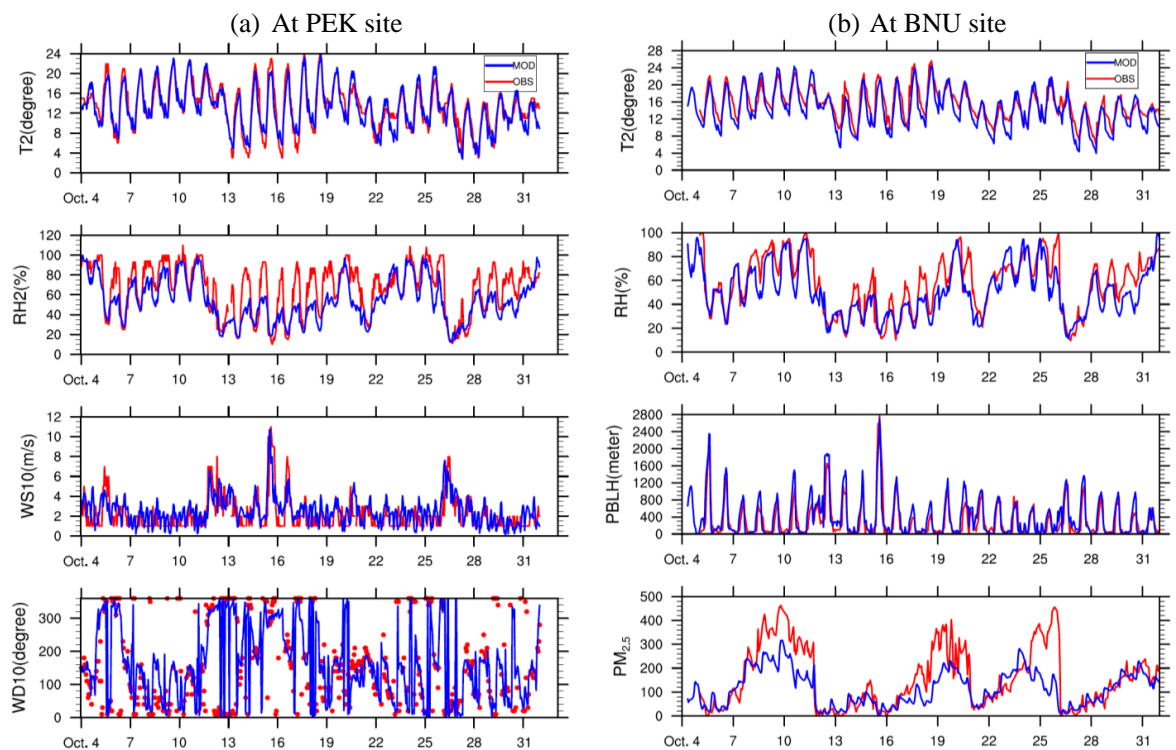 (a) At PEK site
24
20
16
12
8
4
0
T2(degree)
MOD
OBS
Oct. 4 7 10 13 16 19 22 25 28 31
120
100
80
60
40
20
0
RH2(%)
Oct. 4 7 10 13 16 19 22 25 28 31
12
10
8
6
4
2
0
WS10(m/s)
Oct. 4 7 10 13 16 19 22 25 28 31
300
200
100
0
WD10(degree)
Oct. 4 7 10 13 16 19 22 25 28 31
(b) At BNU site
28
24
20
16
12
8
4
0
T2(degree)
MOD
OBS
Oct. 4 7 10 13 16 19 22 25 28 31
100
80
60
40
20
0
RH(%)
Oct. 4 7 10 13 16 19 22 25 28 31
2800
2400
2000
1600
1200
800
400
0
PBLH(meter)
Oct. 4 7 10 13 16 19 22 25 28 31
500
400
300
200
100
0
PM2.5
Oct. 4 7 10 13 16 19 22 25 28 31